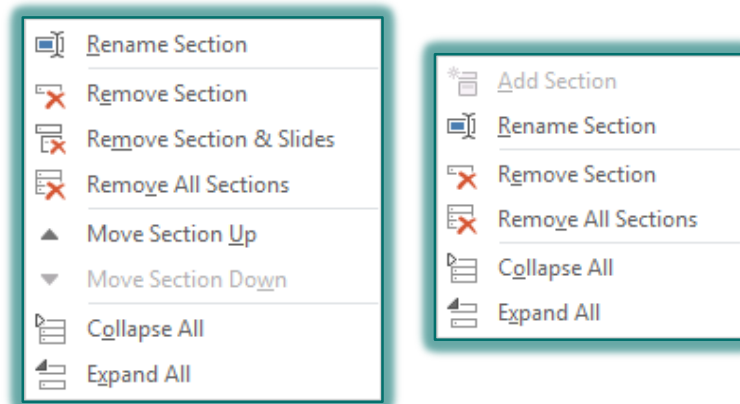 Rename Section
Remove Section
Remove Section & Slides
Remove All Sections
Move Section Up
Move Section Down
Collapse All
Expand All
Add Section
Rename Section
Remove Section
Remove All Sections
Collapse All
Expand All